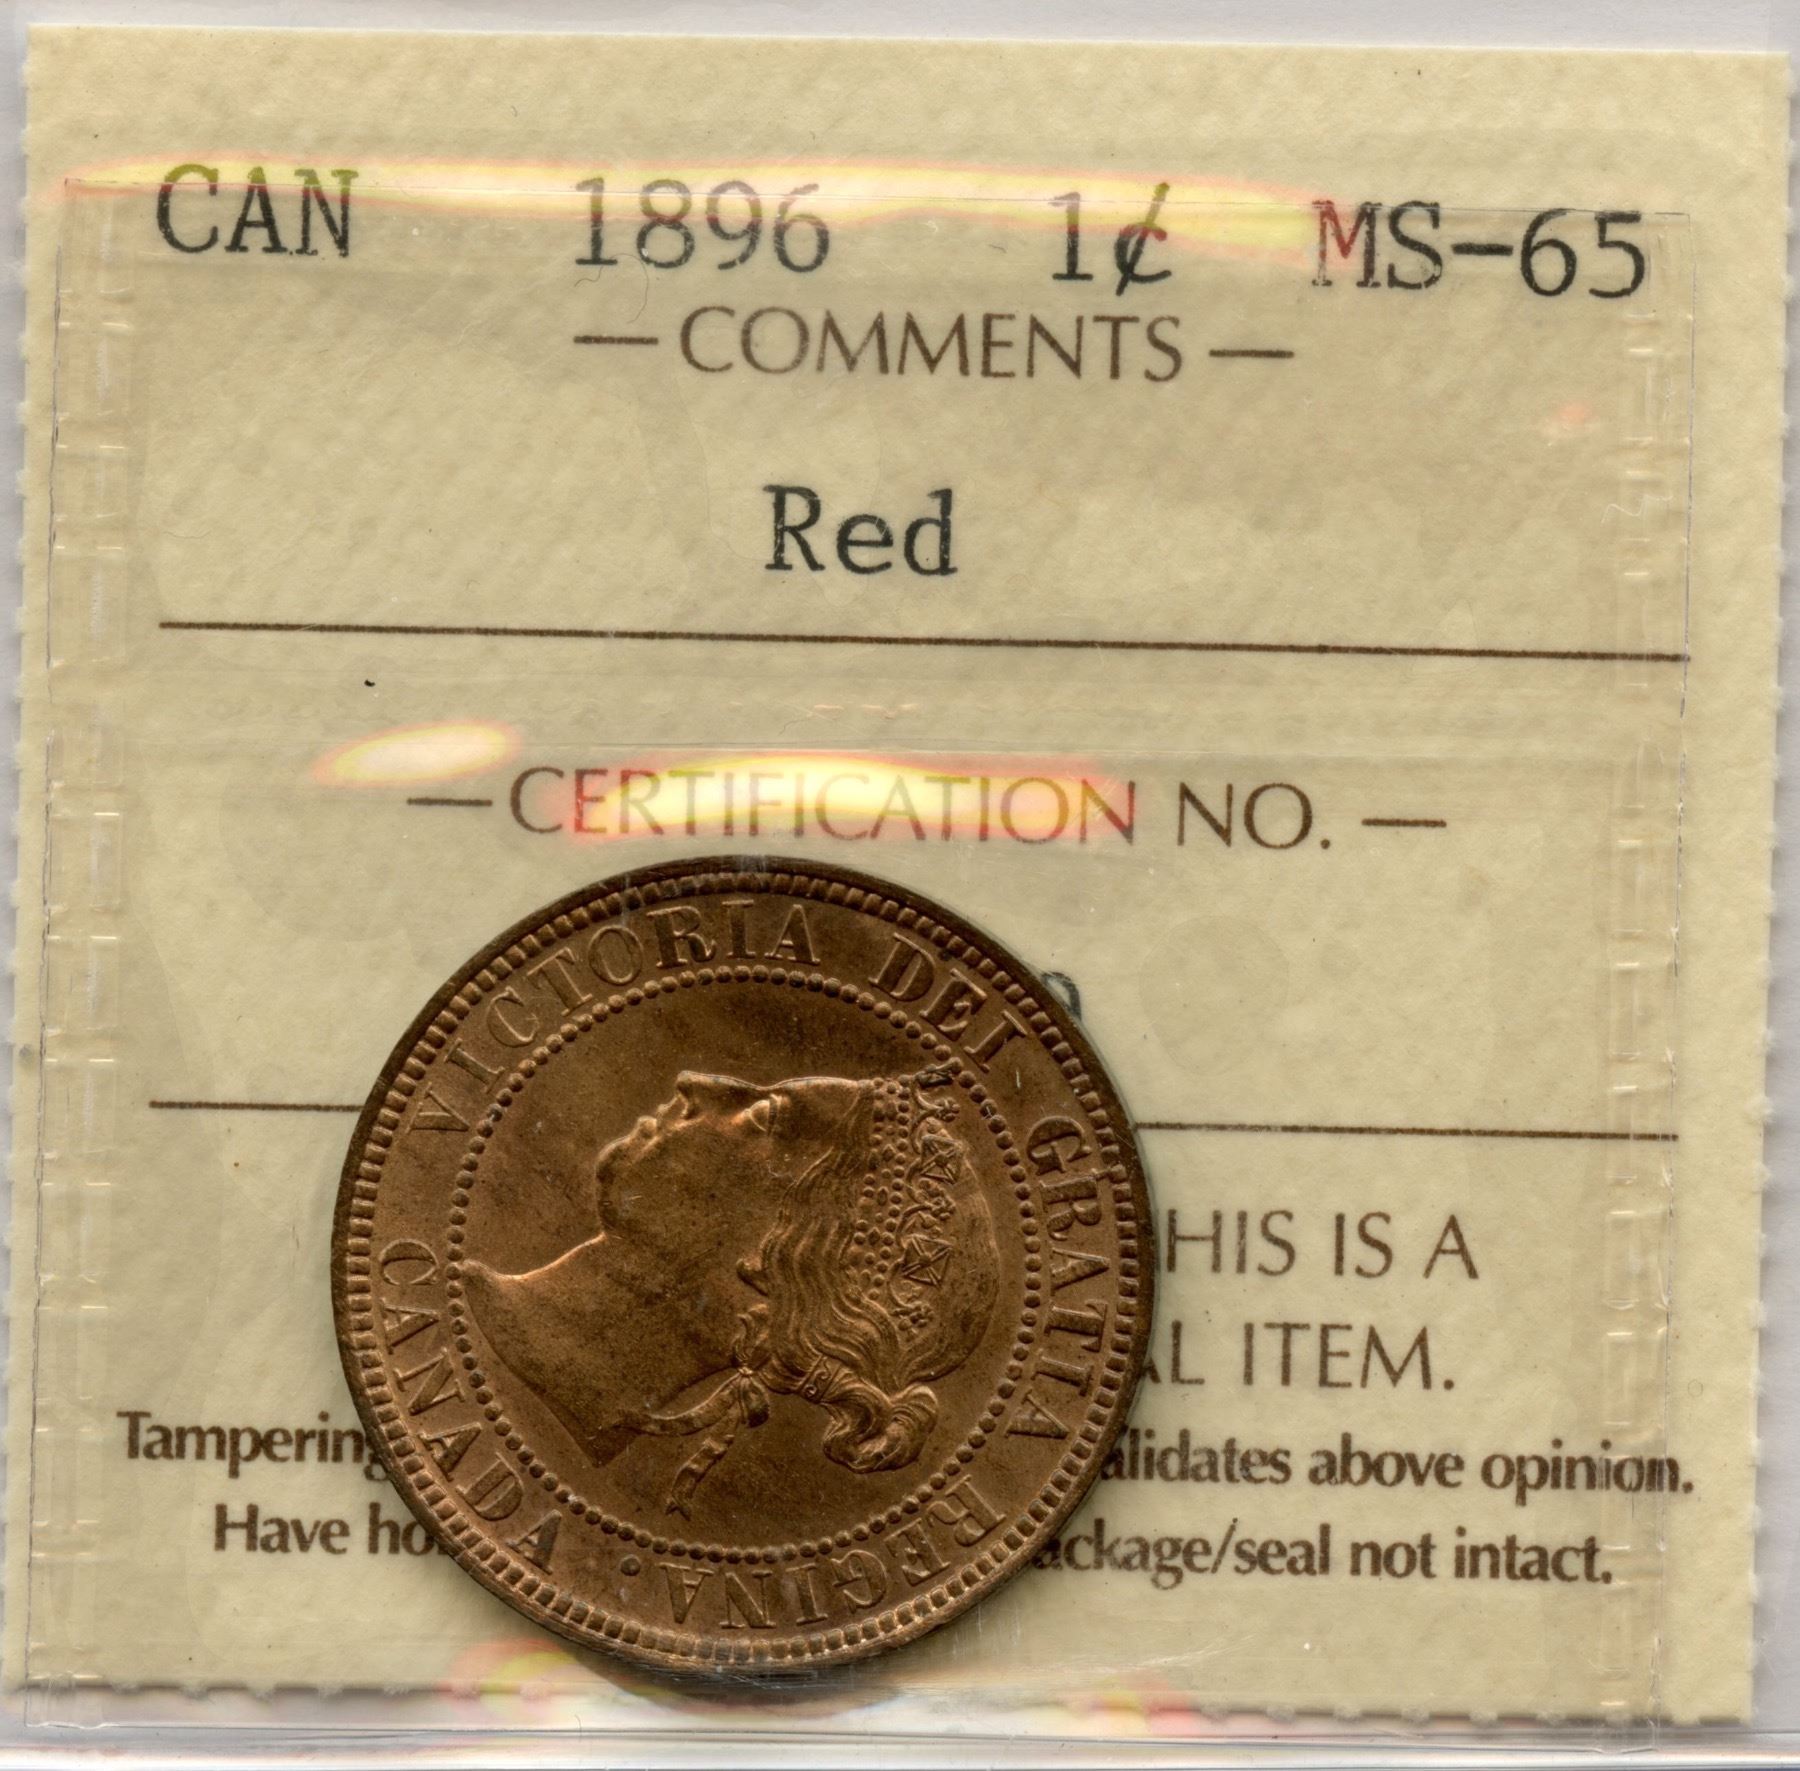 CAN 1896 1¢ MS-65
— COMMENTS —
Red
— CERTIFICATION NO. —
VICTORIA DEI GRATIA REGINA. CANADA
HIS IS A
AL ITEM.
Tampering alidates above opinion.
Have ho ackage/seal not intact.